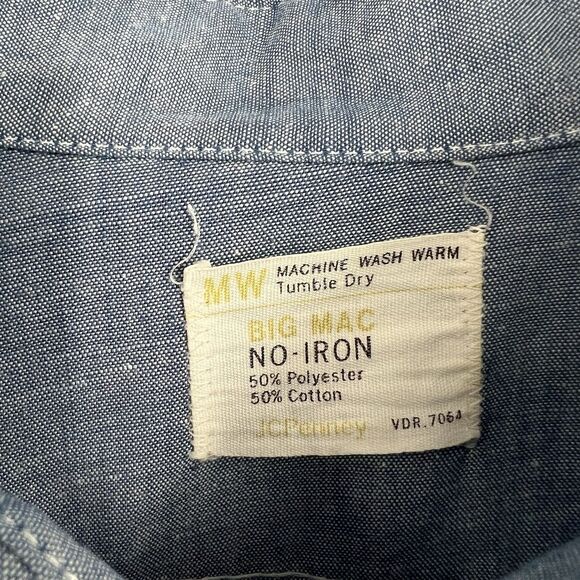 MW MACHINE WASH WARM
Tumble Dry
BIG MAC
NO-IRON
50% Polyester
50% Cotton
JCPenney VDR.7064